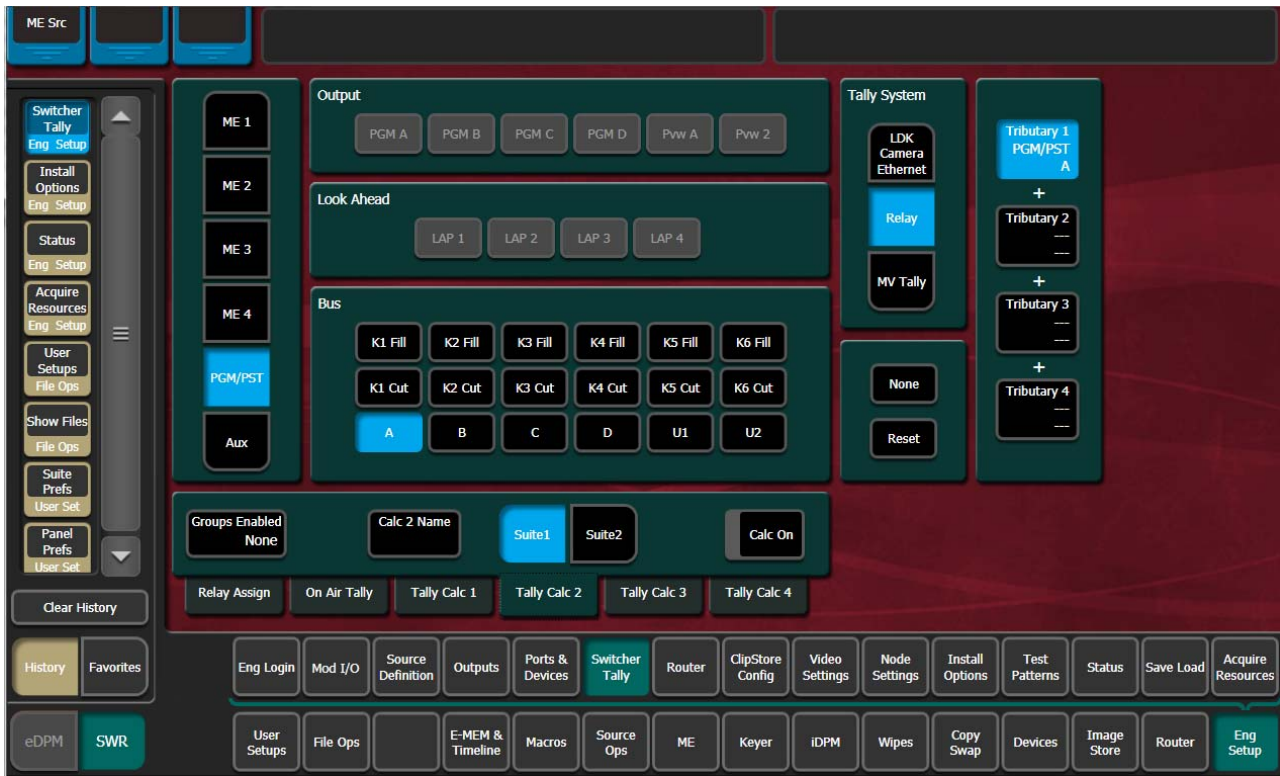 ME Src
Switcher
Tally
Eng Setup
Install
Options
Eng Setup
Status
Eng Setup
Acquire
Resources
Eng Setup
User
Setups
File Ops
Show Files
File Ops
Suite
Prefs
User Set
Panel
Prefs
User Set
Clear History
History
Favorites
eDPM
SWR
ME 1
ME 2
ME 3
ME 4
PGM/PST
Aux
Output
PGM A
PGM B
PGM C
PGM D
Pvw A
Pvw 2
Look Ahead
LAP 1
LAP 2
LAP 3
LAP 4
Bus
K1 Fill
K2 Fill
K3 Fill
K4 Fill
K5 Fill
K6 Fill
K1 Cut
K2 Cut
K3 Cut
K4 Cut
K5 Cut
K6 Cut
A
B
C
D
U1
U2
Tally System
LDK
Camera
Ethernet
Relay
MV Tally
None
Reset
Tributary 1
PGM/PST
A
+
Tributary 2
---
---
+
Tributary 3
---
---
+
Tributary 4
---
---
Groups Enabled
None
Calc 2 Name
Suite1
Suite2
Calc On
Relay Assign
On Air Tally
Tally Calc 1
Tally Calc 2
Tally Calc 3
Tally Calc 4
Eng Login
Mod I/O
Source
Definition
Outputs
Ports &
Devices
Switcher
Tally
Router
ClipStore
Config
Video
Settings
Node
Settings
Install
Options
Test
Patterns
Status
Save Load
Acquire
Resources
User
Setups
File Ops
E-MEM &
Timeline
Macros
Source
Ops
ME
Keyer
iDPM
Wipes
Copy
Swap
Devices
Image
Store
Router
Eng
Setup